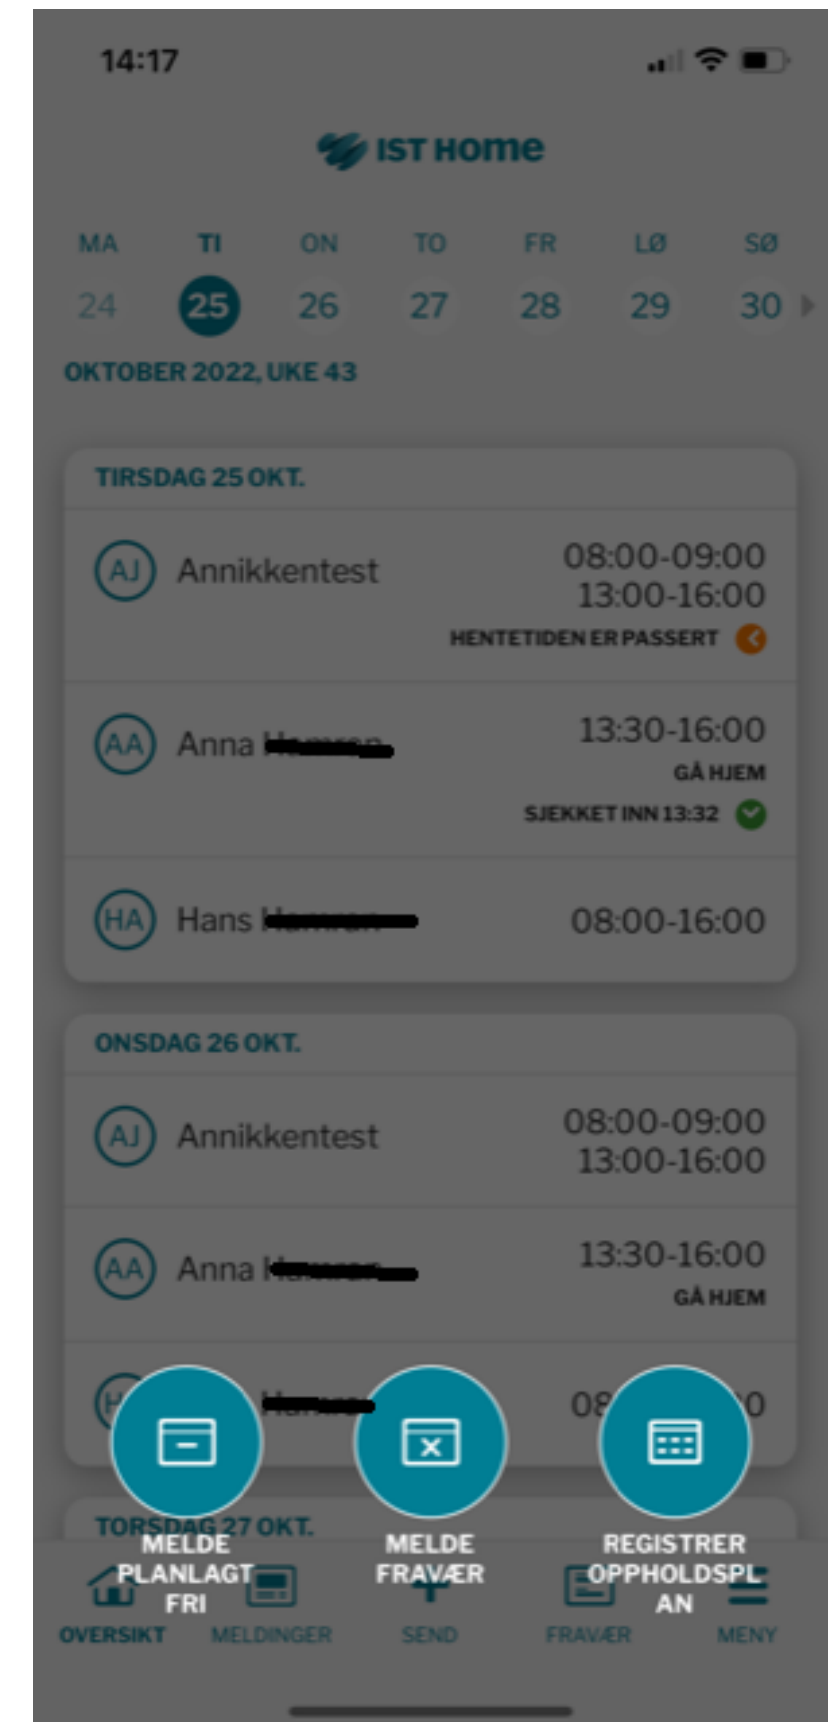 14:17
IST HOme
MA TI ON TO FR LØ SØ
24 25 26 27 28 29 30
OKTOBER 2022, UKE 43
TIRSDAG 25 OKT.
AJ Annikkentest 08:00-09:00
13:00-16:00
HENTETIDEN ER PASSERT
AA Anna 13:30-16:00
GÅ HJEM
SJEKKET INN 13:32
HA Hans 08:00-16:00
ONSDAG 26 OKT.
AJ Annikkentest 08:00-09:00
13:00-16:00
AA Anna 13:30-16:00
GÅ HJEM
TORSDAG 27 OKT.
MELDE
PLANLAGT
FRI
MELDE
FRAVÆR
REGISTRER
OPPHOLDSPL
AN
OVERSIKT MELDINGER SEND FRAVÆR MENY